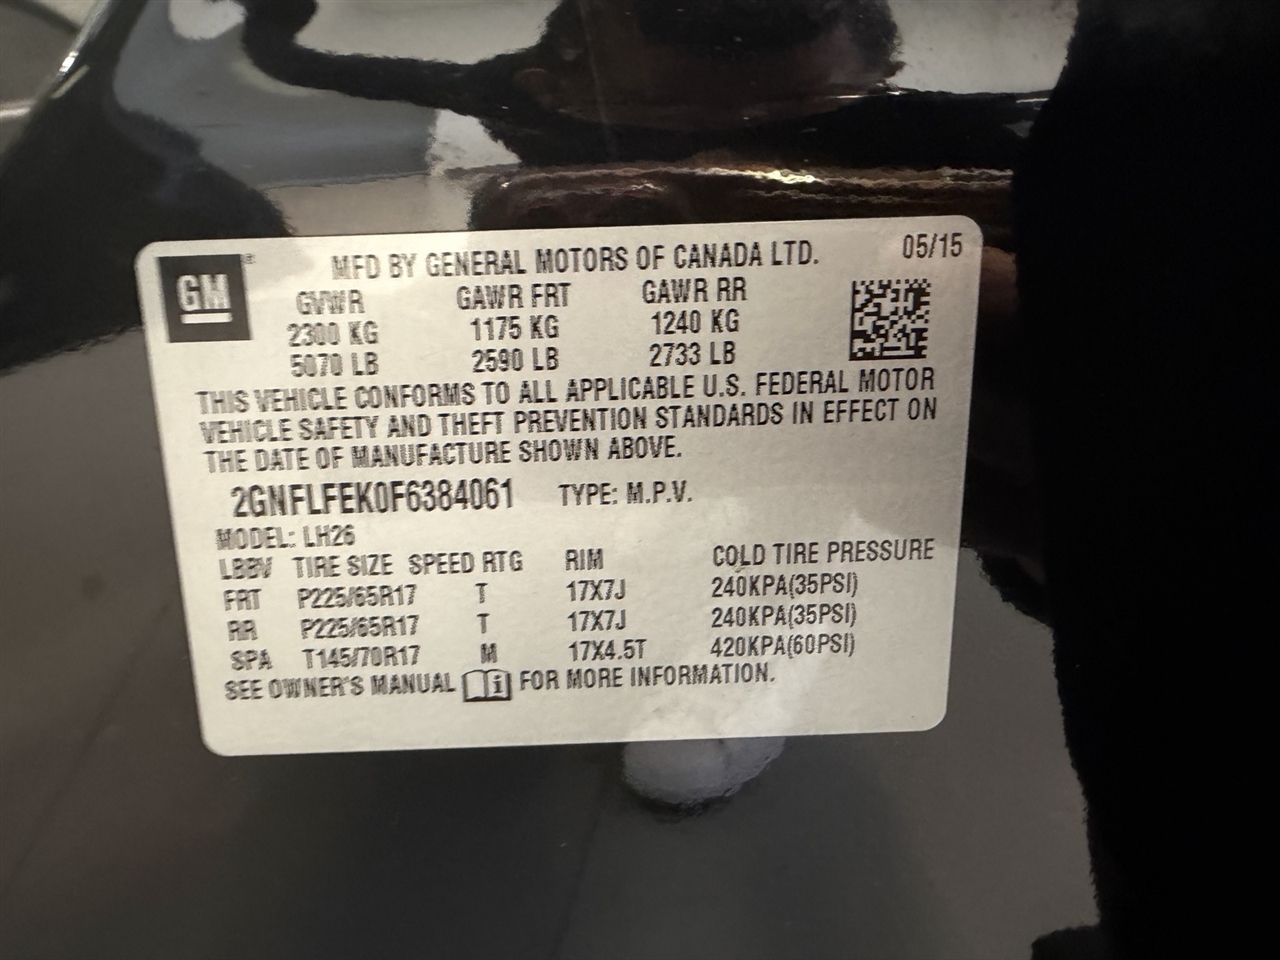 GM®
MFD BY GENERAL MOTORS OF CANADA LTD. 05/15
GVWR GAWR FRT GAWR RR
2300 KG 1175 KG 1240 KG
5070 LB 2590 LB 2733 LB
THIS VEHICLE CONFORMS TO ALL APPLICABLE U.S. FEDERAL MOTOR
VEHICLE SAFETY AND THEFT PREVENTION STANDARDS IN EFFECT ON
THE DATE OF MANUFACTURE SHOWN ABOVE.
2GNFLFEK0F6384061 TYPE: M.P.V.
MODEL: LH26
LBBV TIRE SIZE SPEED RTG RIM COLD TIRE PRESSURE
FRT P225/65R17 T 17X7J 240KPA(35PSI)
RR P225/65R17 T 17X7J 240KPA(35PSI)
SPA T145/70R17 M 17X4.5T 420KPA(60PSI)
SEE OWNER'S MANUAL i FOR MORE INFORMATION.